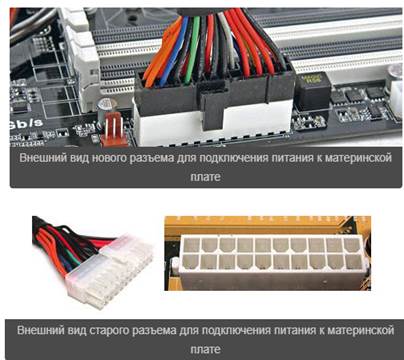 b/s
Внешний вид нового разъема для подключения питания к материнской
плате
Внешний вид старого разъема для подключения питания к материнской
плате